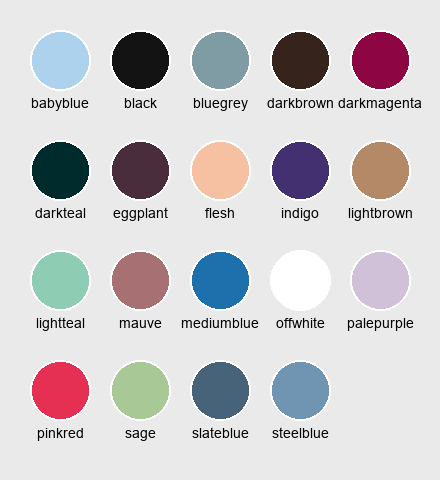 babyblue black bluegrey darkbrown darkmagenta
darkteal eggplant flesh indigo lightbrown
lightteal mauve mediumblue offwhite palepurple
pinkred sage slateblue steelblue